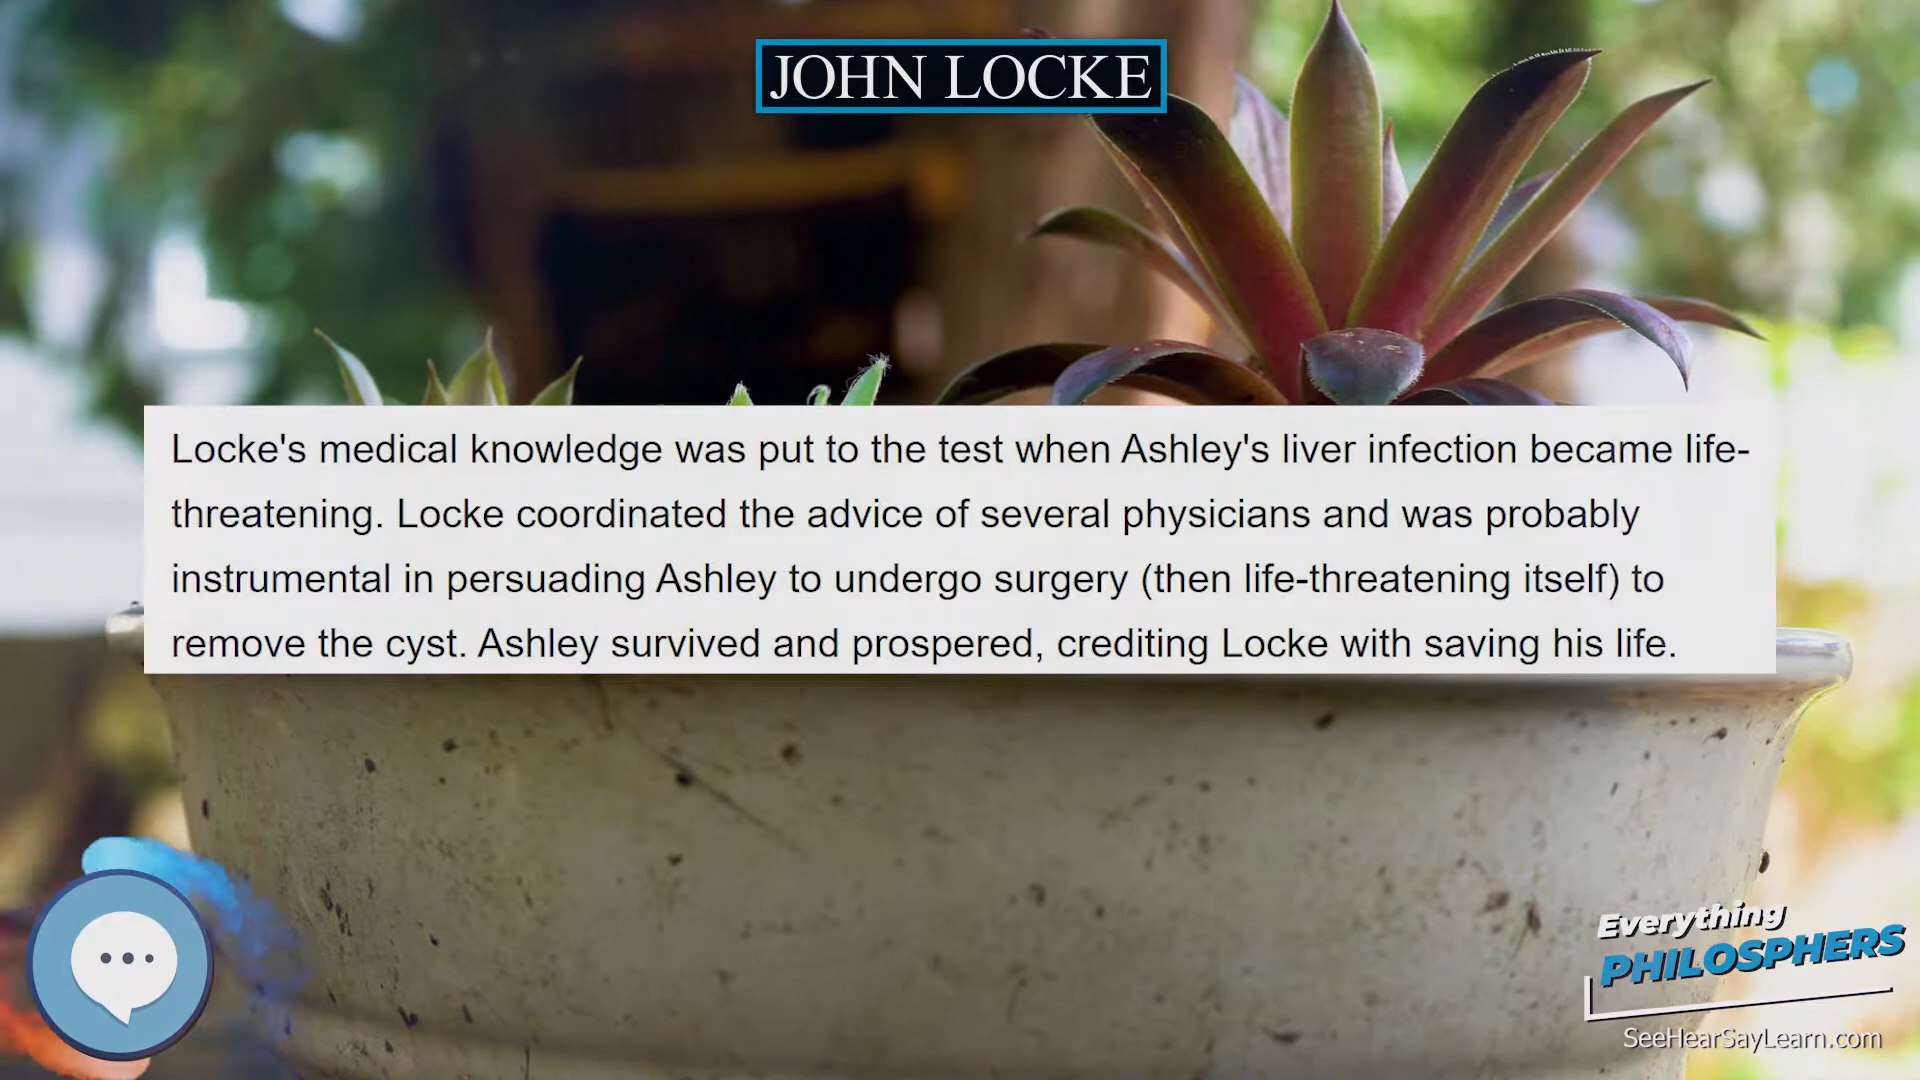 JOHN LOCKE
Locke's medical knowledge was put to the test when Ashley's liver infection became life-
threatening. Locke coordinated the advice of several physicians and was probably
instrumental in persuading Ashley to undergo surgery (then life-threatening itself) to
remove the cyst. Ashley survived and prospered, crediting Locke with saving his life.
Everything
PHILOSPHERS
SeeHearSayLearn.com